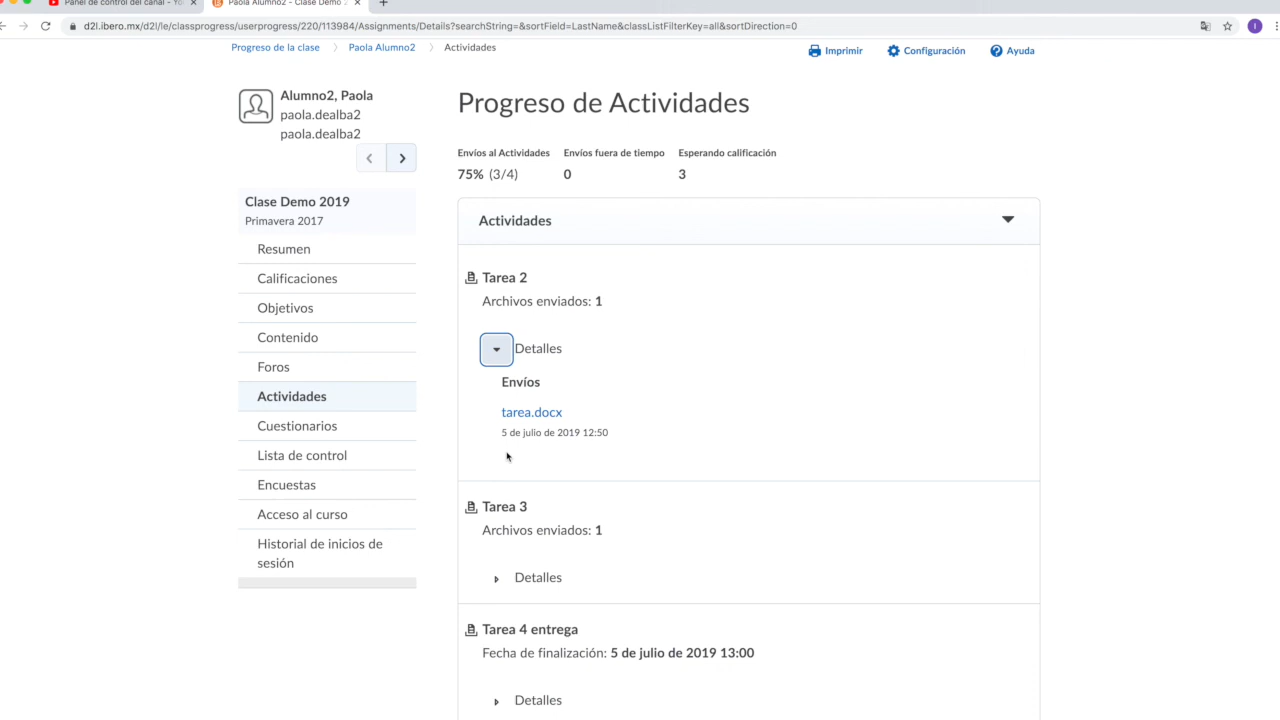 Panel de control del canal - Yo
Paola Alumno2 - Clase Demo 2
d2l.ibero.mx/d2l/le/classprogress/userprogress/220/113984/Assignments/Details?searchString=&sortField=LastName&classListFilterKey=all&sortDirection=0
I
Progreso de la clase
Paola Alumno2
Actividades
Imprimir
Configuración
Ayuda
Alumno2, Paola
paola.dealba2
paola.dealba2
Clase Demo 2019
Primavera 2017
Resumen
Calificaciones
Objetivos
Contenido
Foros
Actividades
Cuestionarios
Lista de control
Encuestas
Acceso al curso
Historial de inicios de
sesión
Progreso de Actividades
Envíos al Actividades
Envíos fuera de tiempo
Esperando calificación
75% (3/4)
0
3
Actividades
Tarea 2
Archivos enviados: 1
Detalles
Envíos
tarea.docx
5 de julio de 2019 12:50
Tarea 3
Archivos enviados: 1
Detalles
Tarea 4 entrega
Fecha de finalización: 5 de julio de 2019 13:00
Detalles